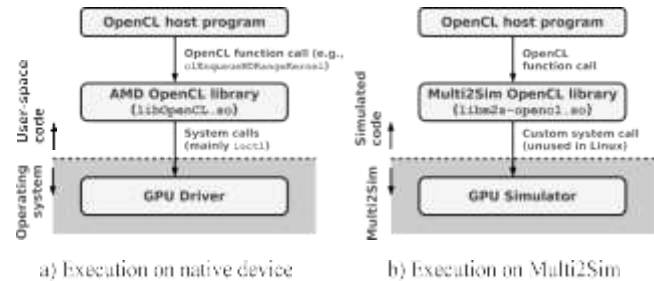 OpenCL host program
OpenCL function call (e.g.,
clEnqueueNDRangeKernel)
AMD OpenCL library
(libOpenCL.so)
System calls
(mainly ioctl)
GPU Driver
User-space
code
Operating
system
a) Execution on native device
OpenCL host program
OpenCL
function call
Multi2Sim OpenCL library
(libm2s-opencl.so)
Custom system call
(unused in Linux)
GPU Simulator
Simulated
code
Multi2Sim
b) Execution on Multi2Sim